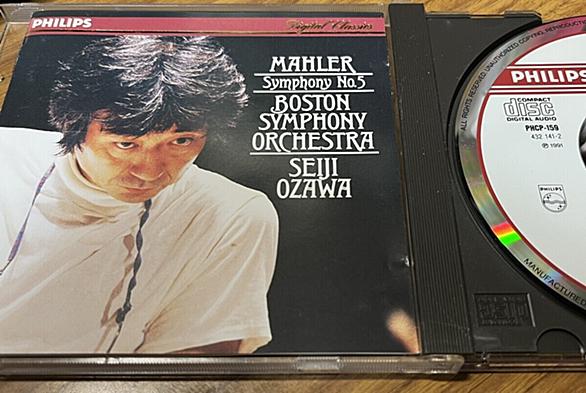 PHILIPS
Digital Classics
MAHLER
Symphony No.5
BOSTON
SYMPHONY
ORCHESTRA
SEIJI
OZAWA
ALL RIGHTS RESERVED. UNAUTHORIZED COPYING, REPRODUCTION
PHILIPS
COMPACT
disc
DIGITAL AUDIO
PHCP-159
432 141-2
℗ 1991
PHILIPS
MANUFACTURED